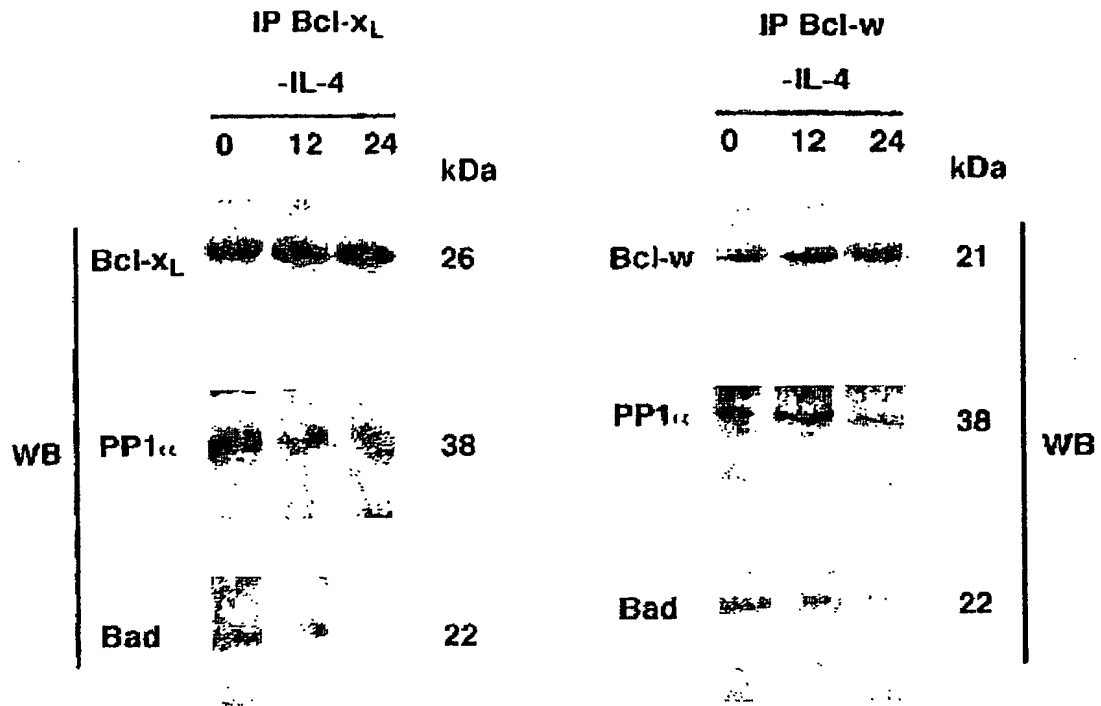 IP Bcl-xL
-IL-4
0 12 24
kDa
Bcl-xL 26
PP1α 38
Bad 22
WB
IP Bcl-w
-IL-4
0 12 24
kDa
Bcl-w 21
PP1α 38
Bad 22
WB